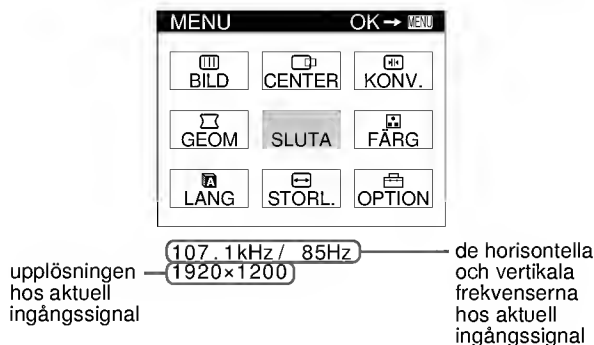 MENU OK→ MENU
BILD CENTER KONV.
GEOM SLUTA FÄRG
LANG STORL. OPTION
107.1kHz/ 85Hz
1920×1200
upplösningen
hos aktuell
ingångssignal
de horisontella
och vertikala
frekvenserna
hos aktuell
ingångssignal